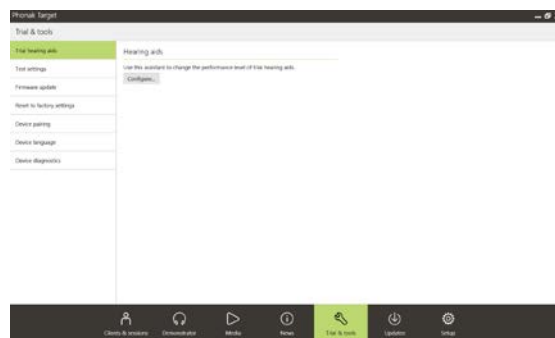 Phonak Target
Trial & tools
Trial hearing aids
Hearing aids
Use this assistant to change the performance level of trial hearing aids.
Configure...
Test settings
Firmware update
Reset to factory settings
Device pairing
Device language
Device diagnostics
Clients & sessions
Demonstrator
Media
News
Trial & tools
Updates
Setup